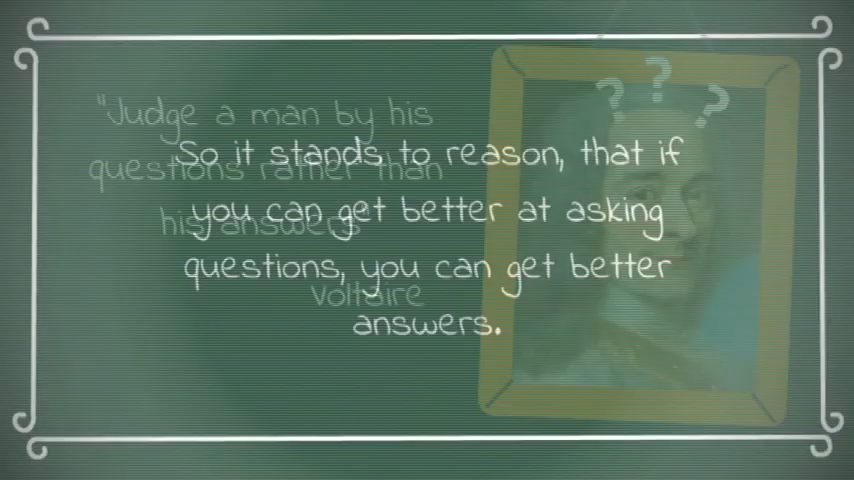 "Judge a man by his
questions rather than
his answers"
Voltaire
So it stands to reason, that if
you can get better at asking
questions, you can get better
answers.
? ? ?